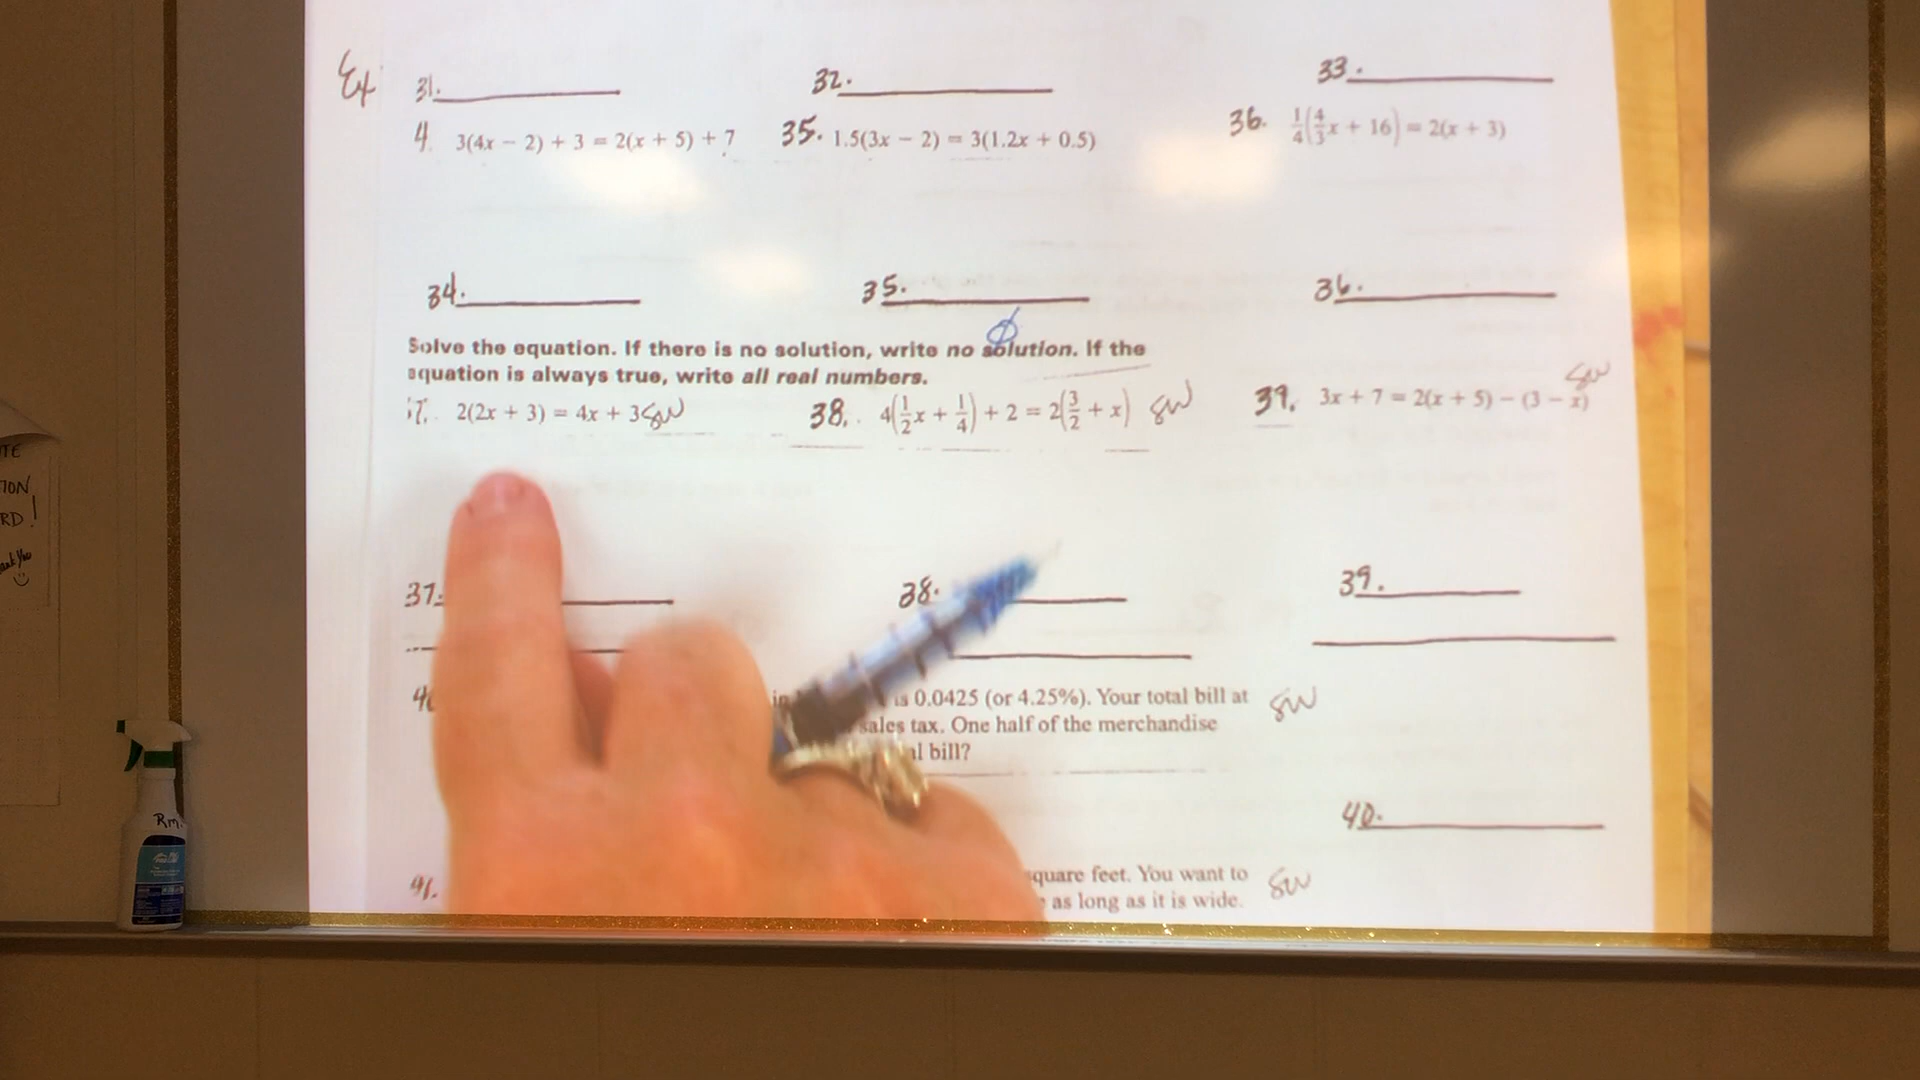 Ex 31. 32. 33.
4. 3(4x − 2) + 3 = 2(x + 5) + 7 35. 1.5(3x − 2) = 3(1.2x + 0.5) 36. 1/4(4/3x + 16) = 2(x + 3)
34. 35. 36.
Ø
Solve the equation. If there is no solution, write no solution. If the
equation is always true, write all real numbers.
2(2x + 3) = 4x + 3 SW 38. 4(1/2x + 1/4) + 2 = 2(3/2 + x) SW 39. 3x + 7 = 2(x + 5) − (3 − x) SW
37. 38. 39.
is 0.0425 (or 4.25%). Your total bill at SW
sales tax. One half of the merchandise
bill?
40.
41. square feet. You want to SW
as long as it is wide.
ION
RD!
Rm.